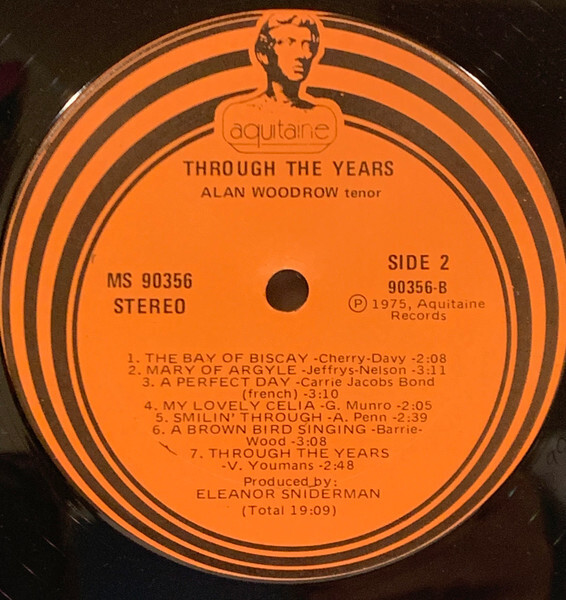 aquitaine
THROUGH THE YEARS
ALAN WOODROW tenor
MS 90356
STEREO
SIDE 2
90356-B
Ⓟ 1975, Aquitaine
Records
1. THE BAY OF BISCAY -Cherry-Davy -2:08
2. MARY OF ARGYLE -Jeffrys-Nelson -3:11
3. A PERFECT DAY -Carrie Jacobs Bond
(french) -3:10
4. MY LOVELY CELIA -G. Munro -2:05
5. SMILIN' THROUGH -A. Penn -2:39
6. A BROWN BIRD SINGING -Barrie-
Wood -3:08
7. THROUGH THE YEARS
-V. Youmans -2:48
Produced by:
ELEANOR SNIDERMAN
(Total 19:09)